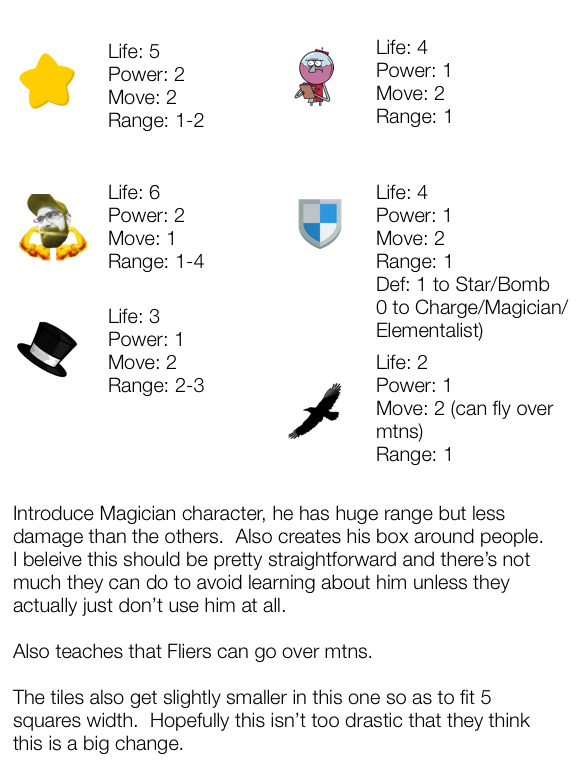 Life: 5
Power: 2
Move: 2
Range: 1-2
Life: 4
Power: 1
Move: 2
Range: 1
Life: 6
Power: 2
Move: 1
Range: 1-4
Life: 4
Power: 1
Move: 2
Range: 1
Def: 1 to Star/Bomb
0 to Charge/Magician/
Elementalist)
Life: 3
Power: 1
Move: 2
Range: 2-3
Life: 2
Power: 1
Move: 2 (can fly over
mtns)
Range: 1
Introduce Magician character, he has huge range but less
damage than the others.  Also creates his box around people.
I beleive this should be pretty straightforward and there’s not
much they can do to avoid learning about him unless they
actually just don’t use him at all.
Also teaches that Fliers can go over mtns.
The tiles also get slightly smaller in this one so as to fit 5
squares width.  Hopefully this isn’t too drastic that they think
this is a big change.